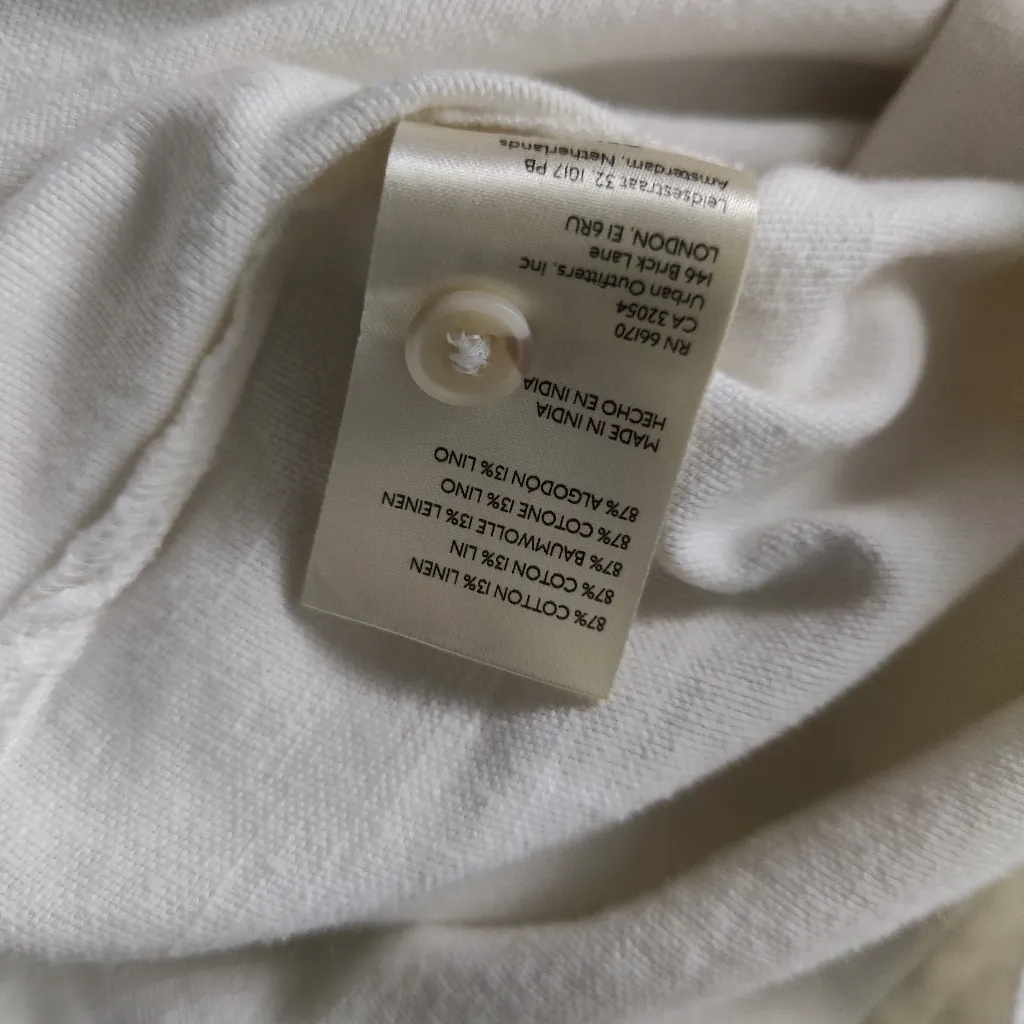 87% COTTON 13% LINEN
87% COTON 13% LIN
87% BAUMWOLLE 13% LEINEN
87% COTONE 13% LINO
87% ALGODÓN 13% LINO
MADE IN INDIA
HECHO EN INDIA
RN 66170
CA 32054
Urban Outfitters, Inc
146 Brick Lane
LONDON, E1 6RU
Leidsestraat 32, 1017 PB
Amsterdam, Netherlands